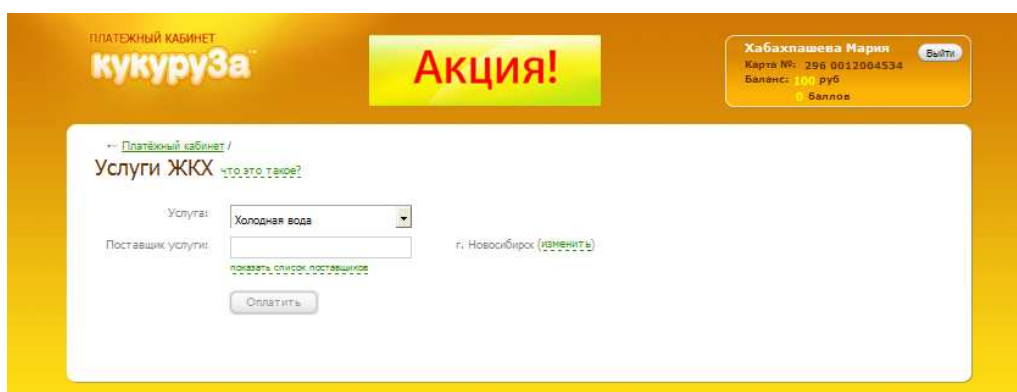 ПЛАТЕЖНЫЙ КАБИНЕТ
кукуруЗа™
Акция!
Хабахпашева Мария
Выйти
Карта №: 296 0012004534
Баланс: 100 руб
0 баллов
← Платёжный кабинет /
Услуги ЖКХ что это такое?
Услуга: Холодная вода
Поставщик услуги: г. Новосибирск (изменить)
показать список поставщиков
Оплатить